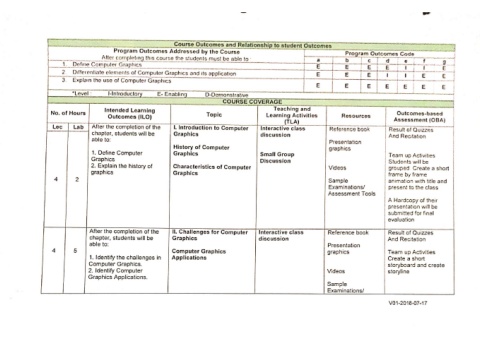 Course Outcomes and Relationship to student Outcomes
Program Outcomes Addressed by the Course
After completing this course the students must be able to
Program Outcomes Code
a b c d e f g
1. Define Computer Graphics E E E E I I E
2. Differentiate elements of Computer Graphics and its application E E E I I E E
3. Explain the use of Computer Graphics E E E E E E E
*Level: I-Introductory E- Enabling D-Demonstrative
COURSE COVERAGE
No. of Hours
Lec Lab
Intended Learning
Outcomes (ILO)
Topic
Teaching and
Learning Activities
(TLA)
Resources
Outcomes-based
Assessment (OBA)
4
2
After the completion of the
chapter, students will be
able to:
1. Define Computer
Graphics
2. Explain the history of
graphics
I. Introduction to Computer
Graphics
History of Computer
Graphics
Characteristics of Computer
Graphics
Interactive class
discussion
Small Group
Discussion
Reference book
Presentation
graphics
Videos
Sample
Examinations/
Assessment Tools
Result of Quizzes
And Recitation
Team up Activities
Students will be
grouped. Create a short
frame by frame
animation with title and
present to the class
A Hardcopy of their
presentation will be
submitted for final
evaluation
4
5
After the completion of the
chapter, students will be
able to:
1. Identify the challenges in
Computer Graphics.
2. Identify Computer
Graphics Applications.
II. Challenges for Computer
Graphics
Computer Graphics
Applications
Interactive class
discussion
Reference book
Presentation
graphics
Videos
Sample
Examinations/
Result of Quizzes
And Recitation
Team up Activities
Create a short
storyboard and create
storyline
V01-2016-07-17